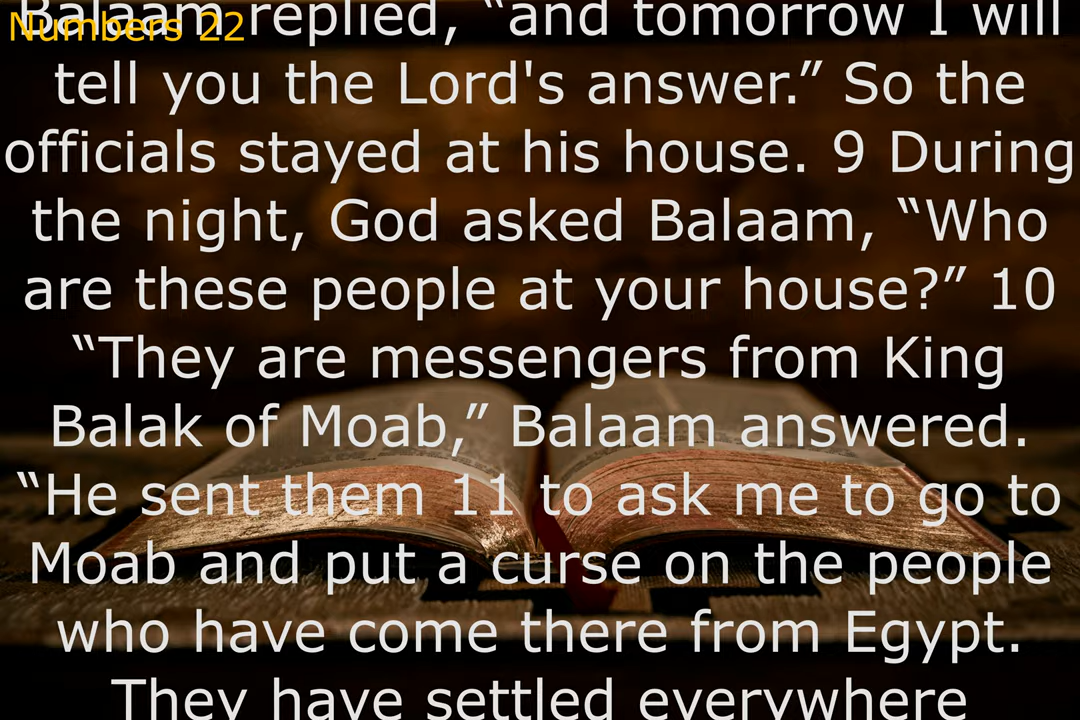 Numbers 22
Balaam replied, “and tomorrow I will
tell you the Lord's answer.” So the
officials stayed at his house. 9 During
the night, God asked Balaam, “Who
are these people at your house?” 10
“They are messengers from King
Balak of Moab,” Balaam answered.
“He sent them 11 to ask me to go to
Moab and put a curse on the people
who have come there from Egypt.
They have settled everywhere